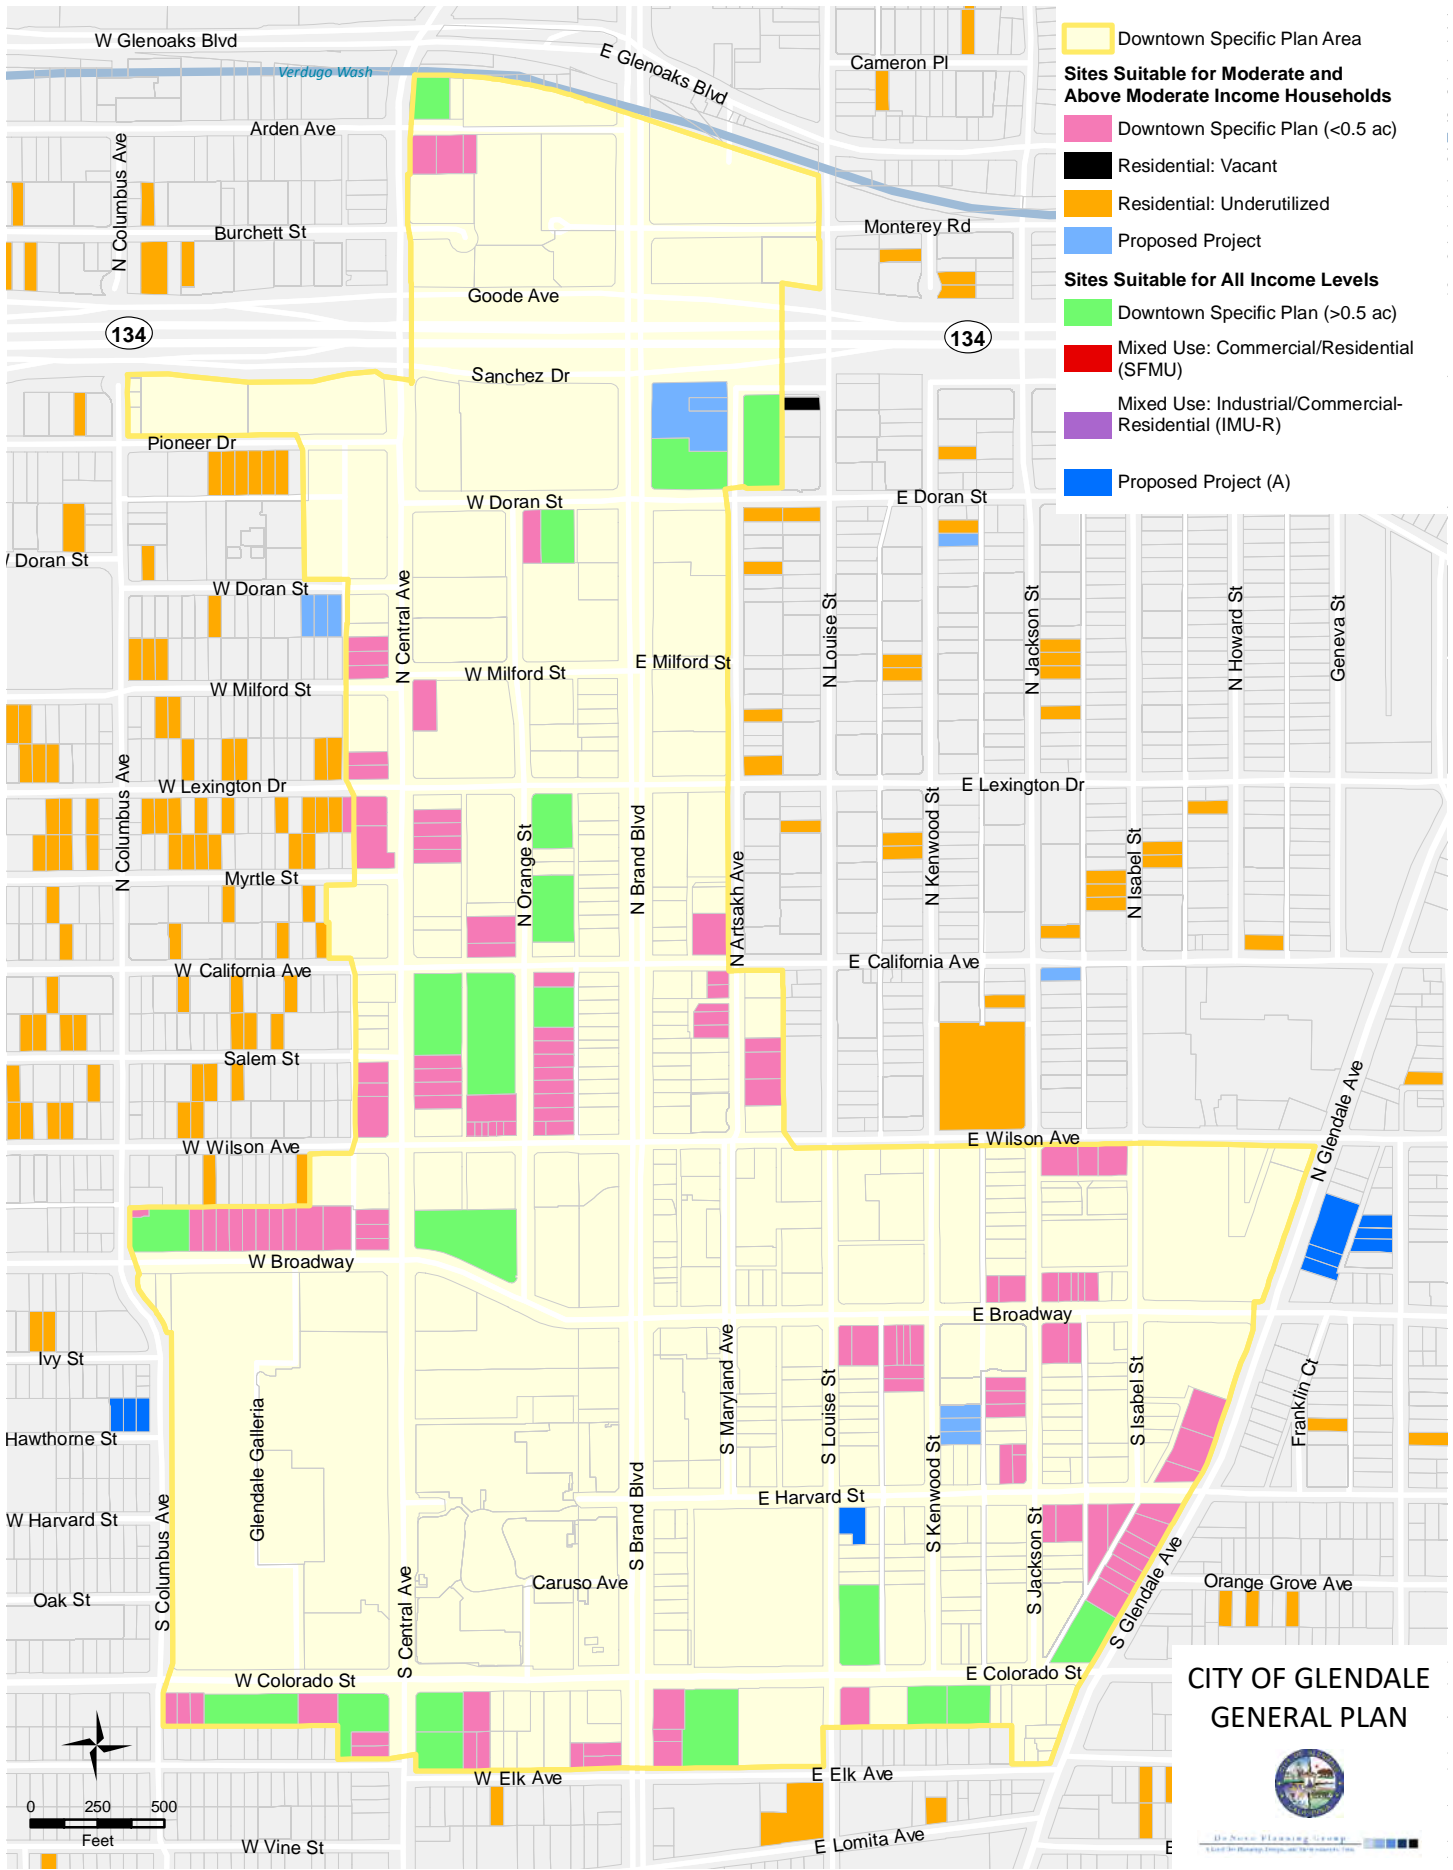 W Glenoaks Blvd
E Glenoaks Blvd
Cameron Pl
Verdugo Wash
Arden Ave
N Columbus Ave
Burchett St
Monterey Rd
Goode Ave
134
134
Sanchez Dr
Pioneer Dr
W Doran St
E Doran St
Doran St
W Doran St
N Central Ave
N Louise St
N Jackson St
N Howard St
Geneva St
E Milford St
W Milford St
W Milford St
N Columbus Ave
W Lexington Dr
E Lexington Dr
N Orange St
N Brand Blvd
N Artsakh Ave
N Kenwood St
N Isabel St
Myrtle St
W California Ave
E California Ave
Salem St
N Glendale Ave
W Wilson Ave
E Wilson Ave
W Broadway
E Broadway
Ivy St
S Maryland Ave
S Louise St
S Isabel St
Franklin Ct
Hawthorne St
Glendale Galleria
S Kenwood St
S Brand Blvd
E Harvard St
W Harvard St
S Columbus Ave
S Jackson St
S Glendale Ave
Caruso Ave
S Central Ave
Oak St
Orange Grove Ave
W Colorado St
E Colorado St
W Elk Ave
E Elk Ave
W Vine St
E Lomita Ave
E
0 250 500
Feet
Downtown Specific Plan Area
Sites Suitable for Moderate and
Above Moderate Income Households
Downtown Specific Plan (<0.5 ac)
Residential: Vacant
Residential: Underutilized
Proposed Project
Sites Suitable for All Income Levels
Downtown Specific Plan (>0.5 ac)
Mixed Use: Commercial/Residential
(SFMU)
Mixed Use: Industrial/Commercial-
Residential (IMU-R)
Proposed Project (A)
CITY OF GLENDALE
GENERAL PLAN
De Novo Planning Group